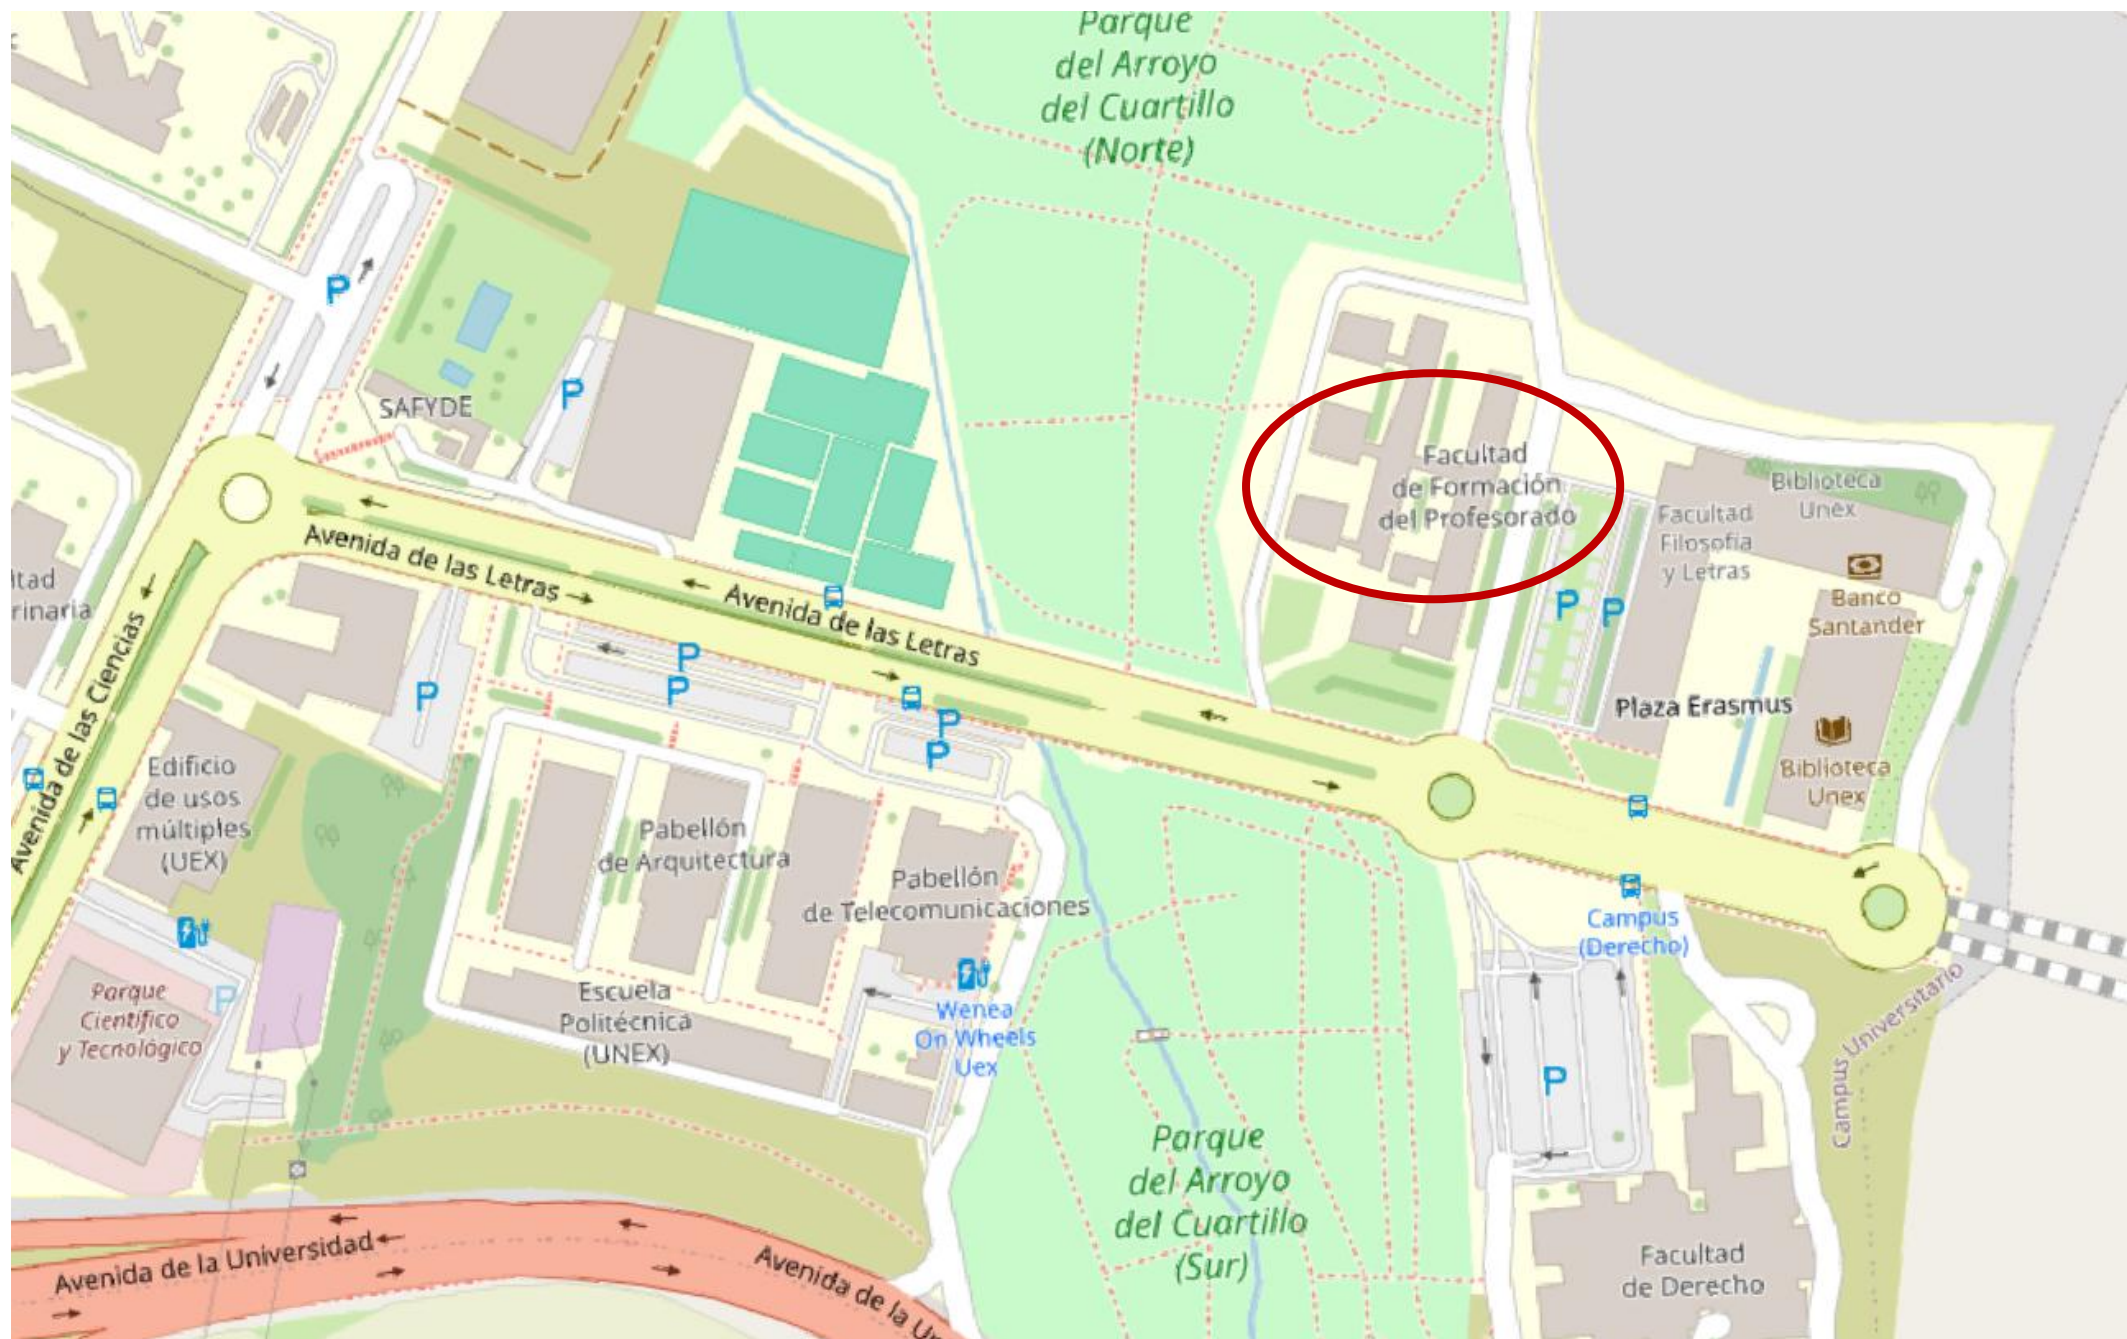 Parque
del Arroyo
del Cuartillo
(Norte)
P
SAFYDE
P
Facultad
de Formación
del Profesorado
Biblioteca
Unex
Facultad
Filosofía
y Letras
Banco
Santander
P
P
Plaza Erasmus
Biblioteca
Unex
Avenida de las Letras
Avenida de las Letras
Avenida de las Ciencias
itad
rinaria
P
P
P
P
P
Edificio
de usos
múltiples
(UEX)
Pabellón
de Arquitectura
Pabellón
de Telecomunicaciones
Campus
(Derecho)
Campus Universitario
Parque
Científico
y Tecnológico
P
Escuela
Politécnica
(UNEX)
Wenea
On Wheels
Uex
P
Parque
del Arroyo
del Cuartillo
(Sur)
Avenida de la Universidad
Avenida de la Un
Facultad
de Derecho